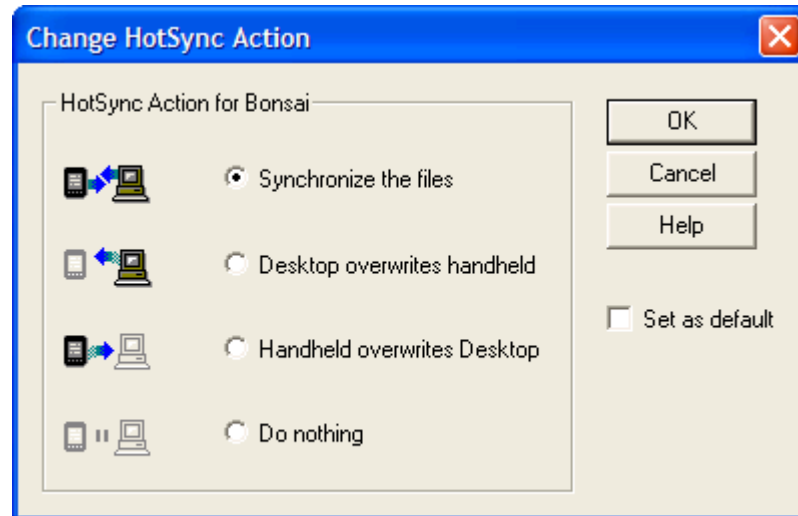 Change HotSync Action
HotSync Action for Bonsai
Synchronize the files
Desktop overwrites handheld
Handheld overwrites Desktop
Do nothing
OK
Cancel
Help
Set as default